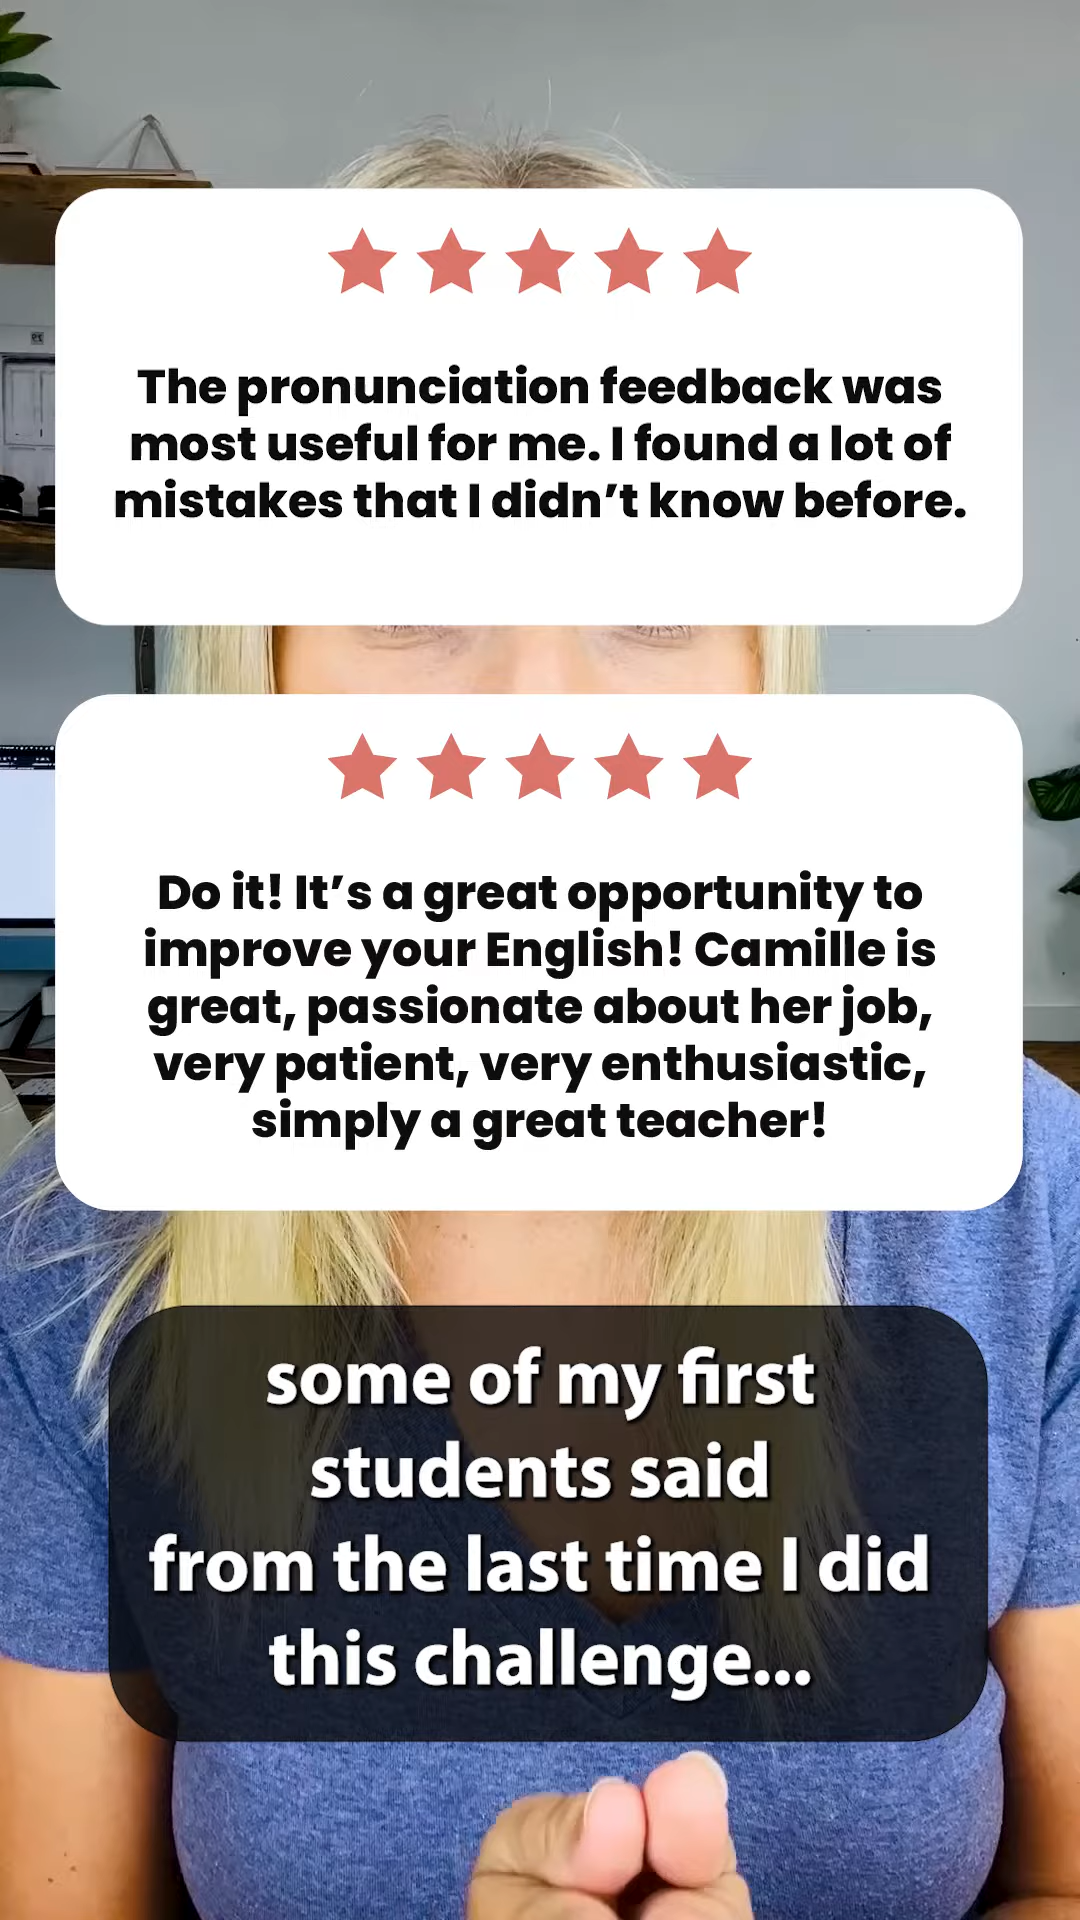 The pronunciation feedback was
most useful for me. I found a lot of
mistakes that I didn’t know before.
Do it! It’s a great opportunity to
improve your English! Camille is
great, passionate about her job,
very patient, very enthusiastic,
simply a great teacher!
some of my first
students said
from the last time I did
this challenge...